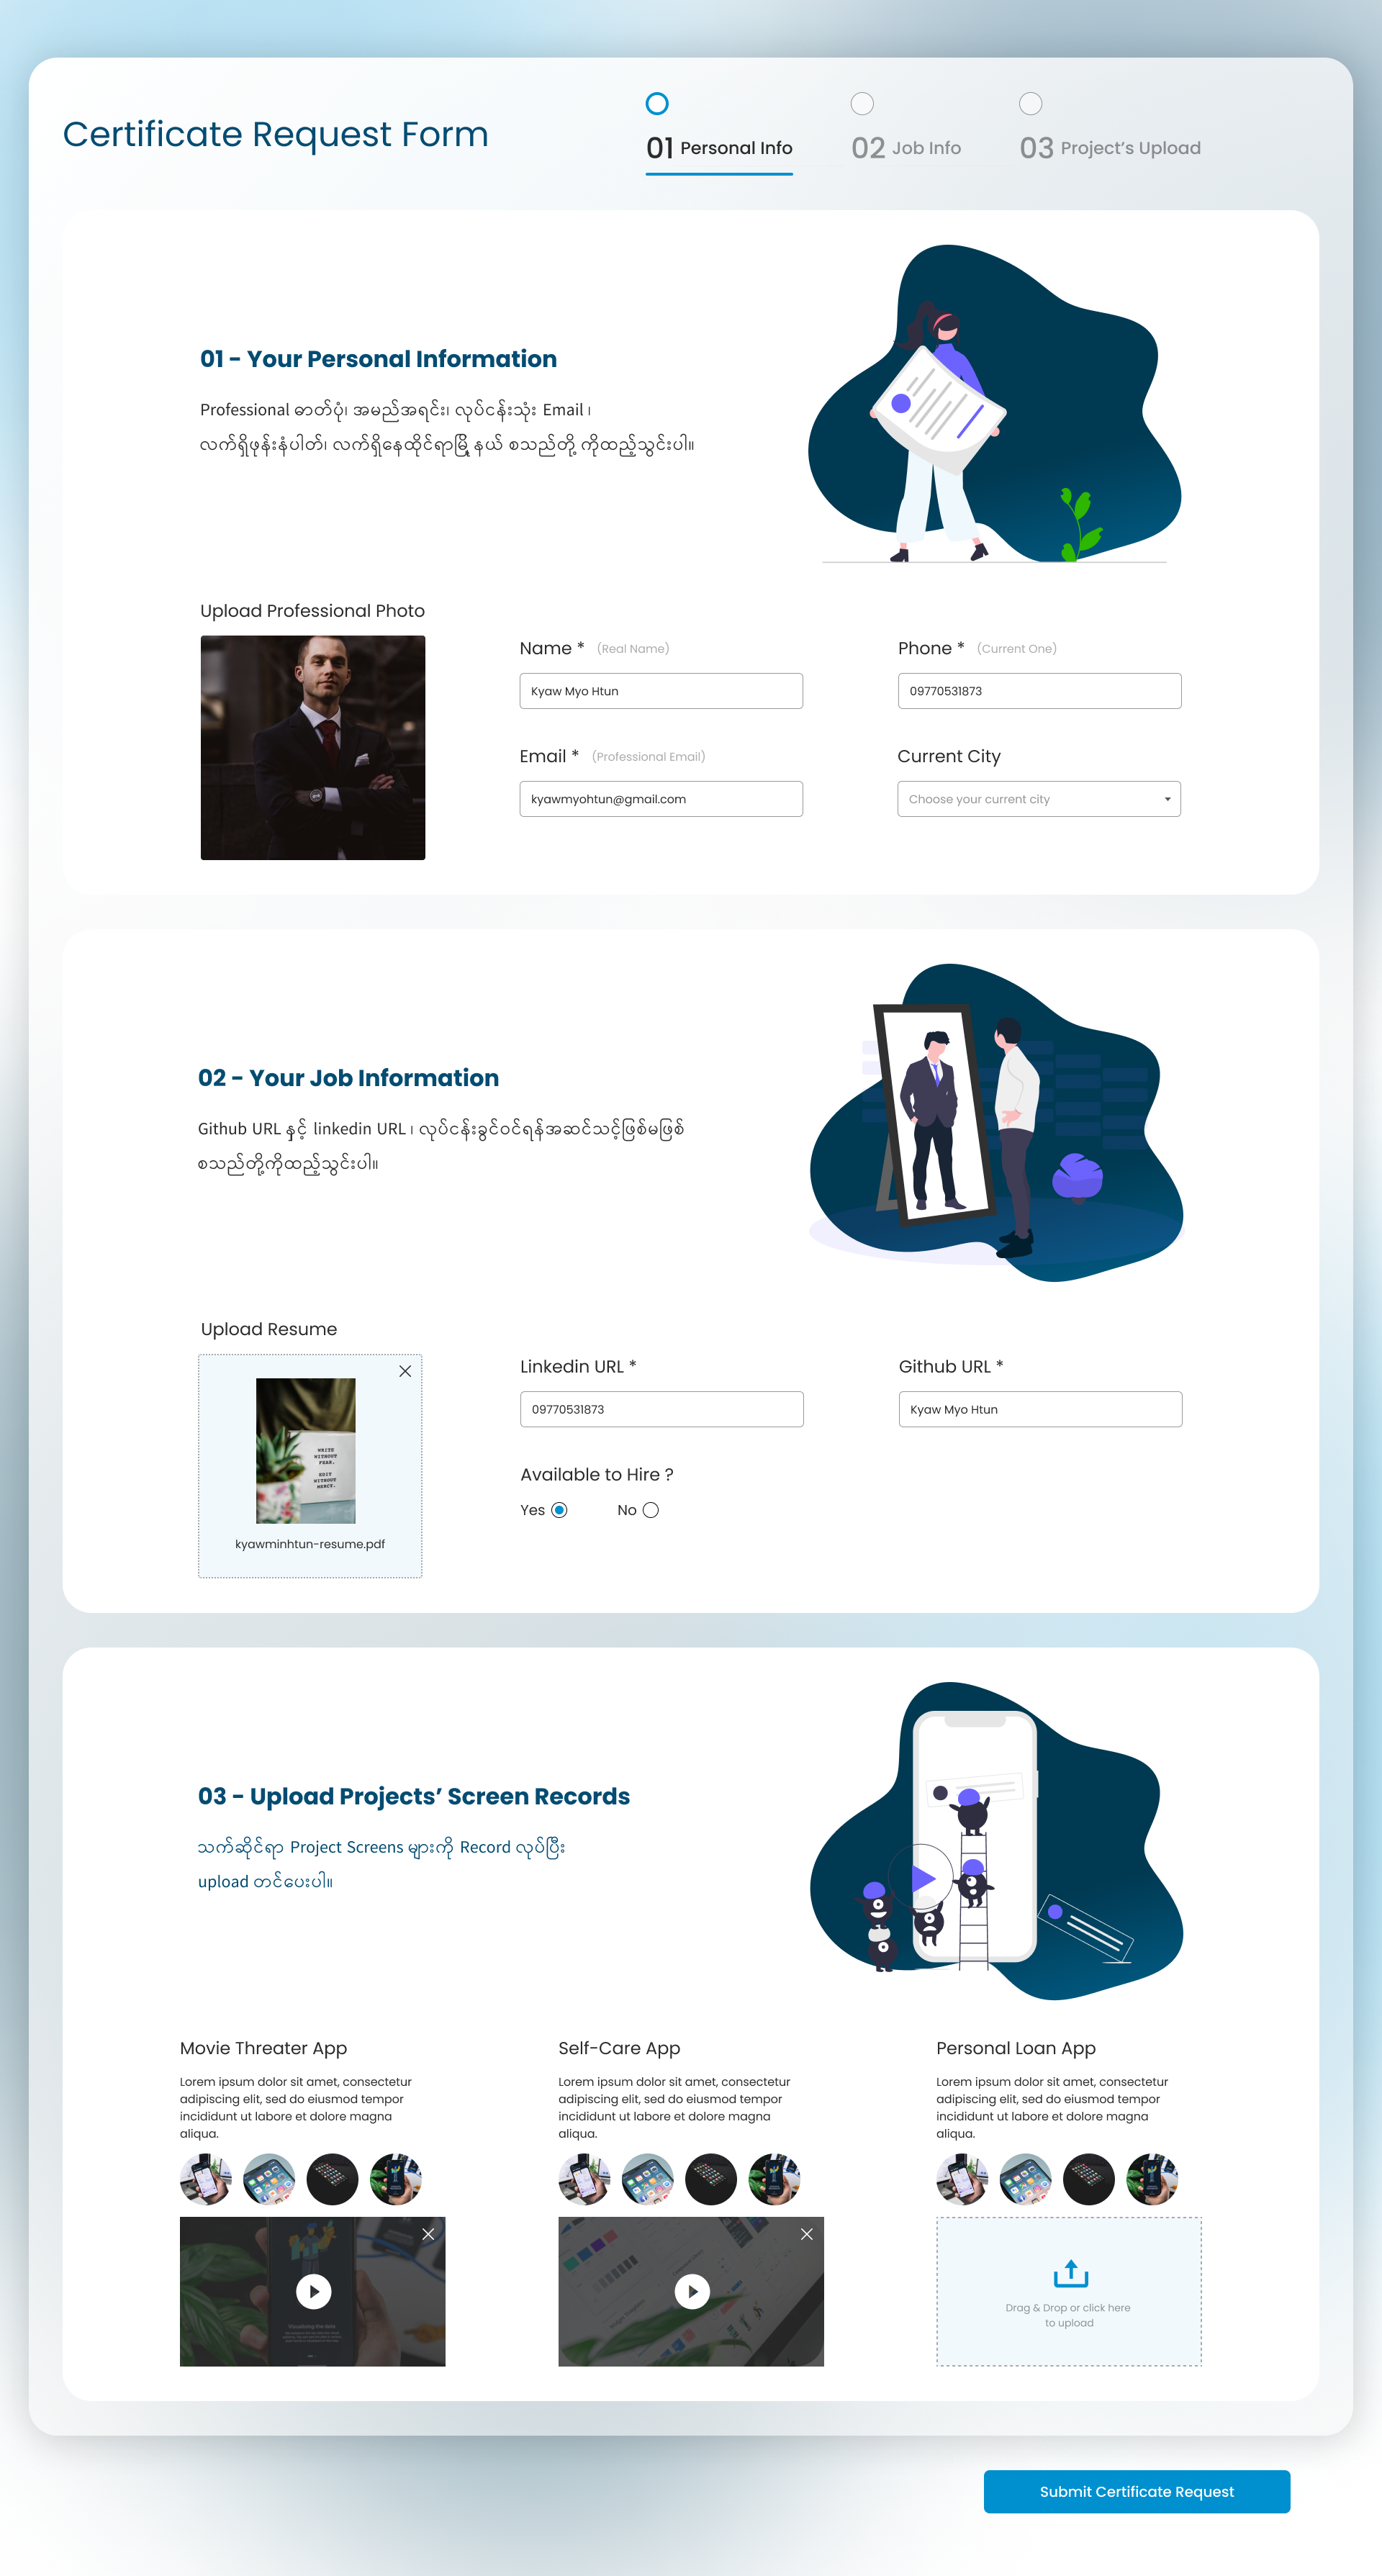 Certificate Request Form
01 Personal Info
02 Job Info
03 Project's Upload
01 - Your Personal Information
Professional ဓာတ်ပုံ၊ အမည်အရင်း၊ လုပ်ငန်းသုံး Email ၊
လက်ရှိဖုန်းနံပါတ်၊ လက်ရှိနေထိုင်ရာမြို့နယ် စသည်တို့ ကိုထည့်သွင်းပါ။
Upload Professional Photo
Name * (Real Name)
Kyaw Myo Htun
Phone * (Current One)
09770531873
Email * (Professional Email)
kyawmyohtun@gmail.com
Current City
Choose your current city
02 - Your Job Information
Github URL နှင့် linkedin URL ၊ လုပ်ငန်းခွင်ဝင်ရန်အဆင်သင့်ဖြစ်မဖြစ်
စသည်တို့ကိုထည့်သွင်းပါ။
Upload Resume
WRITE
WITHOUT
FEAR.
EDIT
WITHOUT
MERCY.
kyawminhtun-resume.pdf
Linkedin URL *
09770531873
Github URL *
Kyaw Myo Htun
Available to Hire ?
Yes
No
03 - Upload Projects’ Screen Records
သက်ဆိုင်ရာ Project Screens များကို Record လုပ်ပြီး
upload တင်ပေးပါ။
Movie Threater App
Lorem ipsum dolor sit amet, consectetur
adipiscing elit, sed do eiusmod tempor
incididunt ut labore et dolore magna
aliqua.
Self-Care App
Lorem ipsum dolor sit amet, consectetur
adipiscing elit, sed do eiusmod tempor
incididunt ut labore et dolore magna
aliqua.
Personal Loan App
Lorem ipsum dolor sit amet, consectetur
adipiscing elit, sed do eiusmod tempor
incididunt ut labore et dolore magna
aliqua.
Visualizing the data
Drag & Drop or click here
to upload
Submit Certificate Request